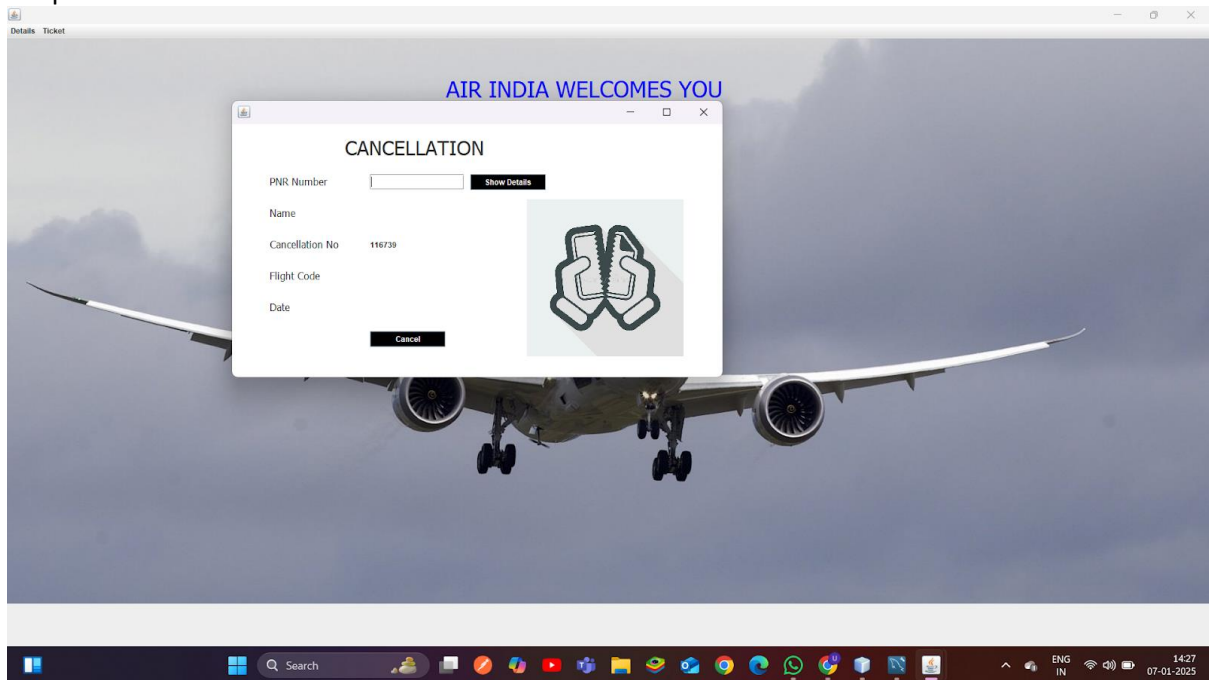 Details Ticket
AIR INDIA WELCOMES YOU
CANCELLATION
PNR Number Show Details
Name
Cancellation No 116739
Flight Code
Date
Cancel
Search
ENG
IN
14:27
07-01-2025